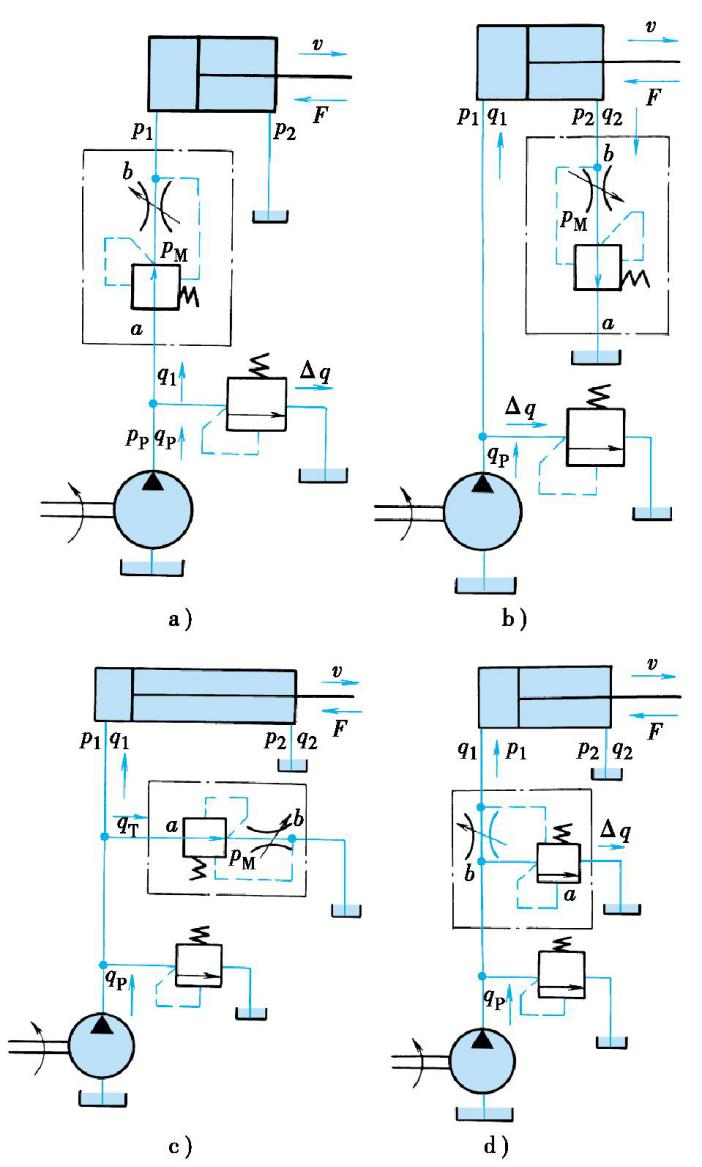 v
F
p1 p2
b
pM
a
q1
Δq
pP qP
a)
v
F
p1 q1 p2 q2
b
pM
a
Δq
qP
b)
v
F
p1 q1 p2 q2
qT a b
pM
qP
c)
v
F
q1 p1 p2 q2
b a Δq
qP
d)